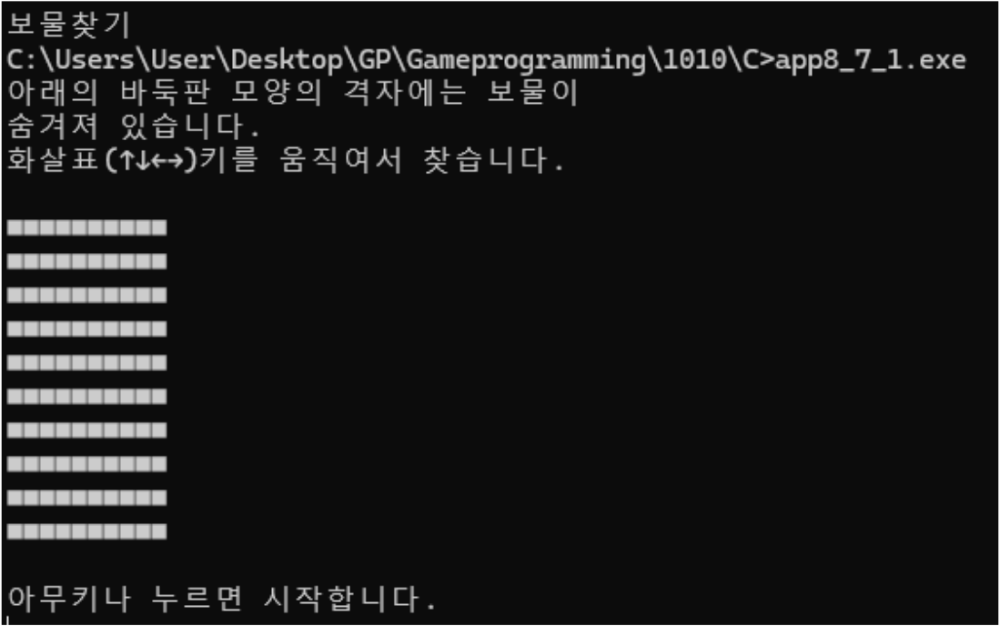 보물찾기
C:\Users\User\Desktop\GP\Gameprogramming\1010\C>app8_7_1.exe
아래의 바둑판 모양의 격자에는 보물이
숨겨져 있습니다.
화살표(↑↓←→)키를 움직여서 찾습니다.
■■■■■■■■■■
■■■■■■■■■■
■■■■■■■■■■
■■■■■■■■■■
■■■■■■■■■■
■■■■■■■■■■
■■■■■■■■■■
■■■■■■■■■■
■■■■■■■■■■
■■■■■■■■■■
아무키나 누르면 시작합니다.